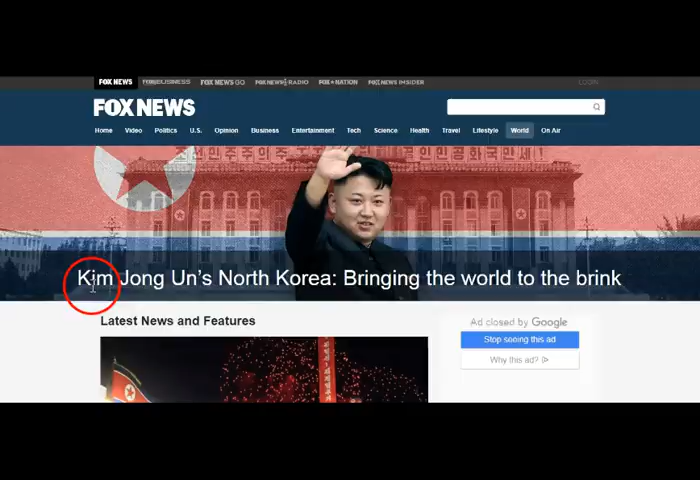 FOX NEWS FOX BUSINESS FOX NEWS GO FOX NEWS RADIO FOX NATION FOX NEWS INSIDER LOGIN
FOX NEWS
Home Video Politics U.S. Opinion Business Entertainment Tech Science Health Travel Lifestyle World On Air
Kim Jong Un's North Korea: Bringing the world to the brink
Latest News and Features
Ad closed by Google
Stop seeing this ad
Why this ad?